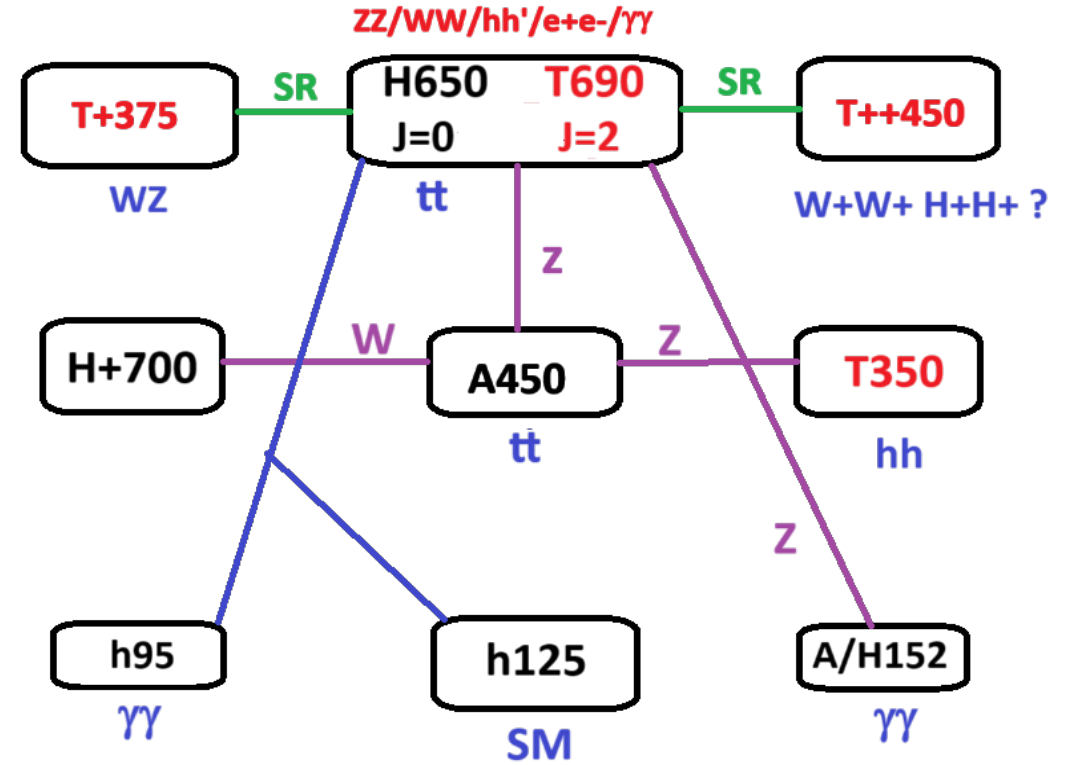 ZZ/WW/hh'/e+e-/γγ
T+375
SR
H650 T690
J=0 J=2
SR
T++450
WZ
tt
W+W+ H+H+ ?
Z
H+700
W
A450
Z
T350
tt
hh
Z
h95
h125
A/H152
γγ
SM
γγ